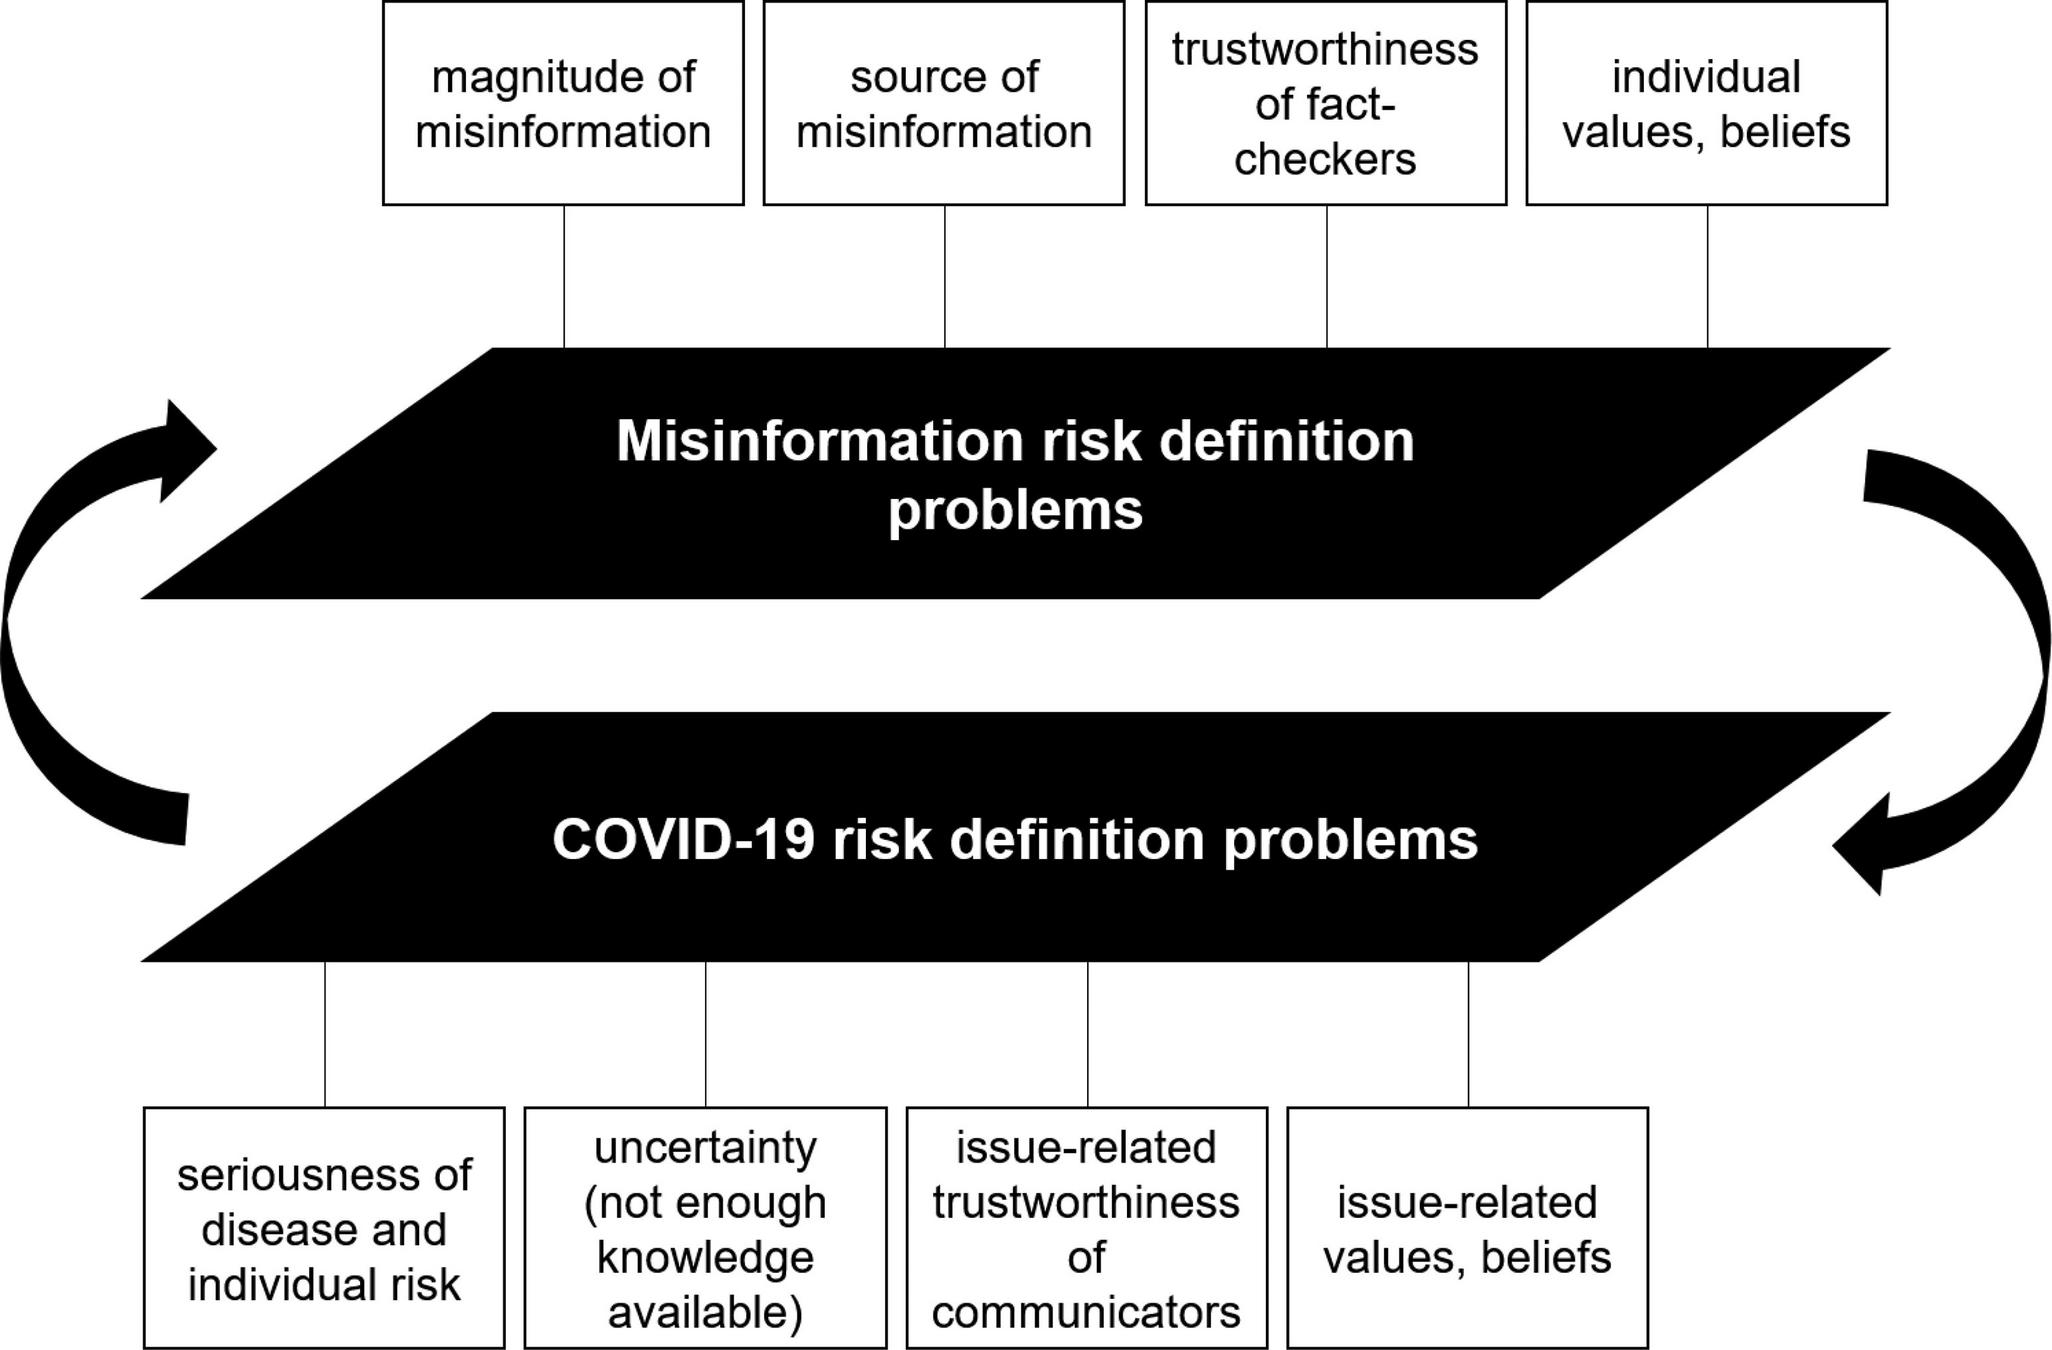 magnitude of
misinformation
source of
misinformation
trustworthiness
of fact-
checkers
individual
values, beliefs
Misinformation risk definition
problems
COVID-19 risk definition problems
seriousness of
disease and
individual risk
uncertainty
(not enough
knowledge
available)
issue-related
trustworthiness
of
communicators
issue-related
values, beliefs